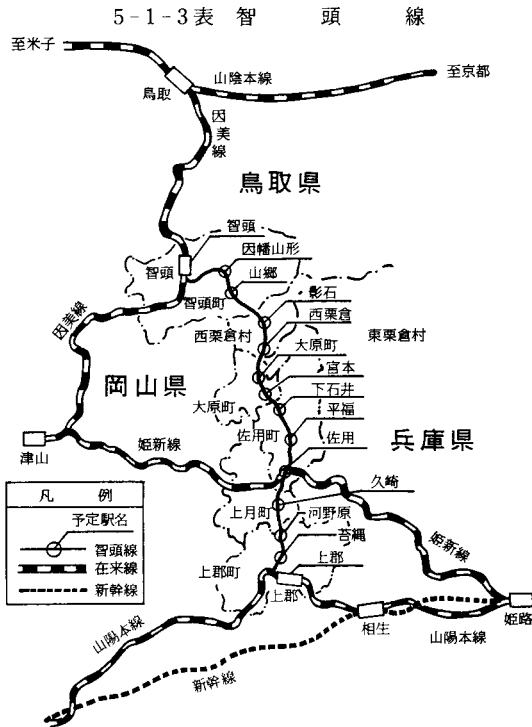 5-1-3表 智頭線
至米子
山陰本線
至京都
鳥取
因美線
鳥取県
智頭
智頭
因幡山形
山郷
智頭町
因美線
影石
西粟倉
西粟倉村
東粟倉村
大原町
宮本
岡山県
下石井
大原町
平福
佐用町
兵庫県
佐用
津山
姫新線
久崎
凡例
予定駅名
智頭線
在来線
新幹線
上月町
河野原
苔縄
姫新線
上郡町
上郡
上郡
相生
姫路
山陽本線
山陽本線
新幹線